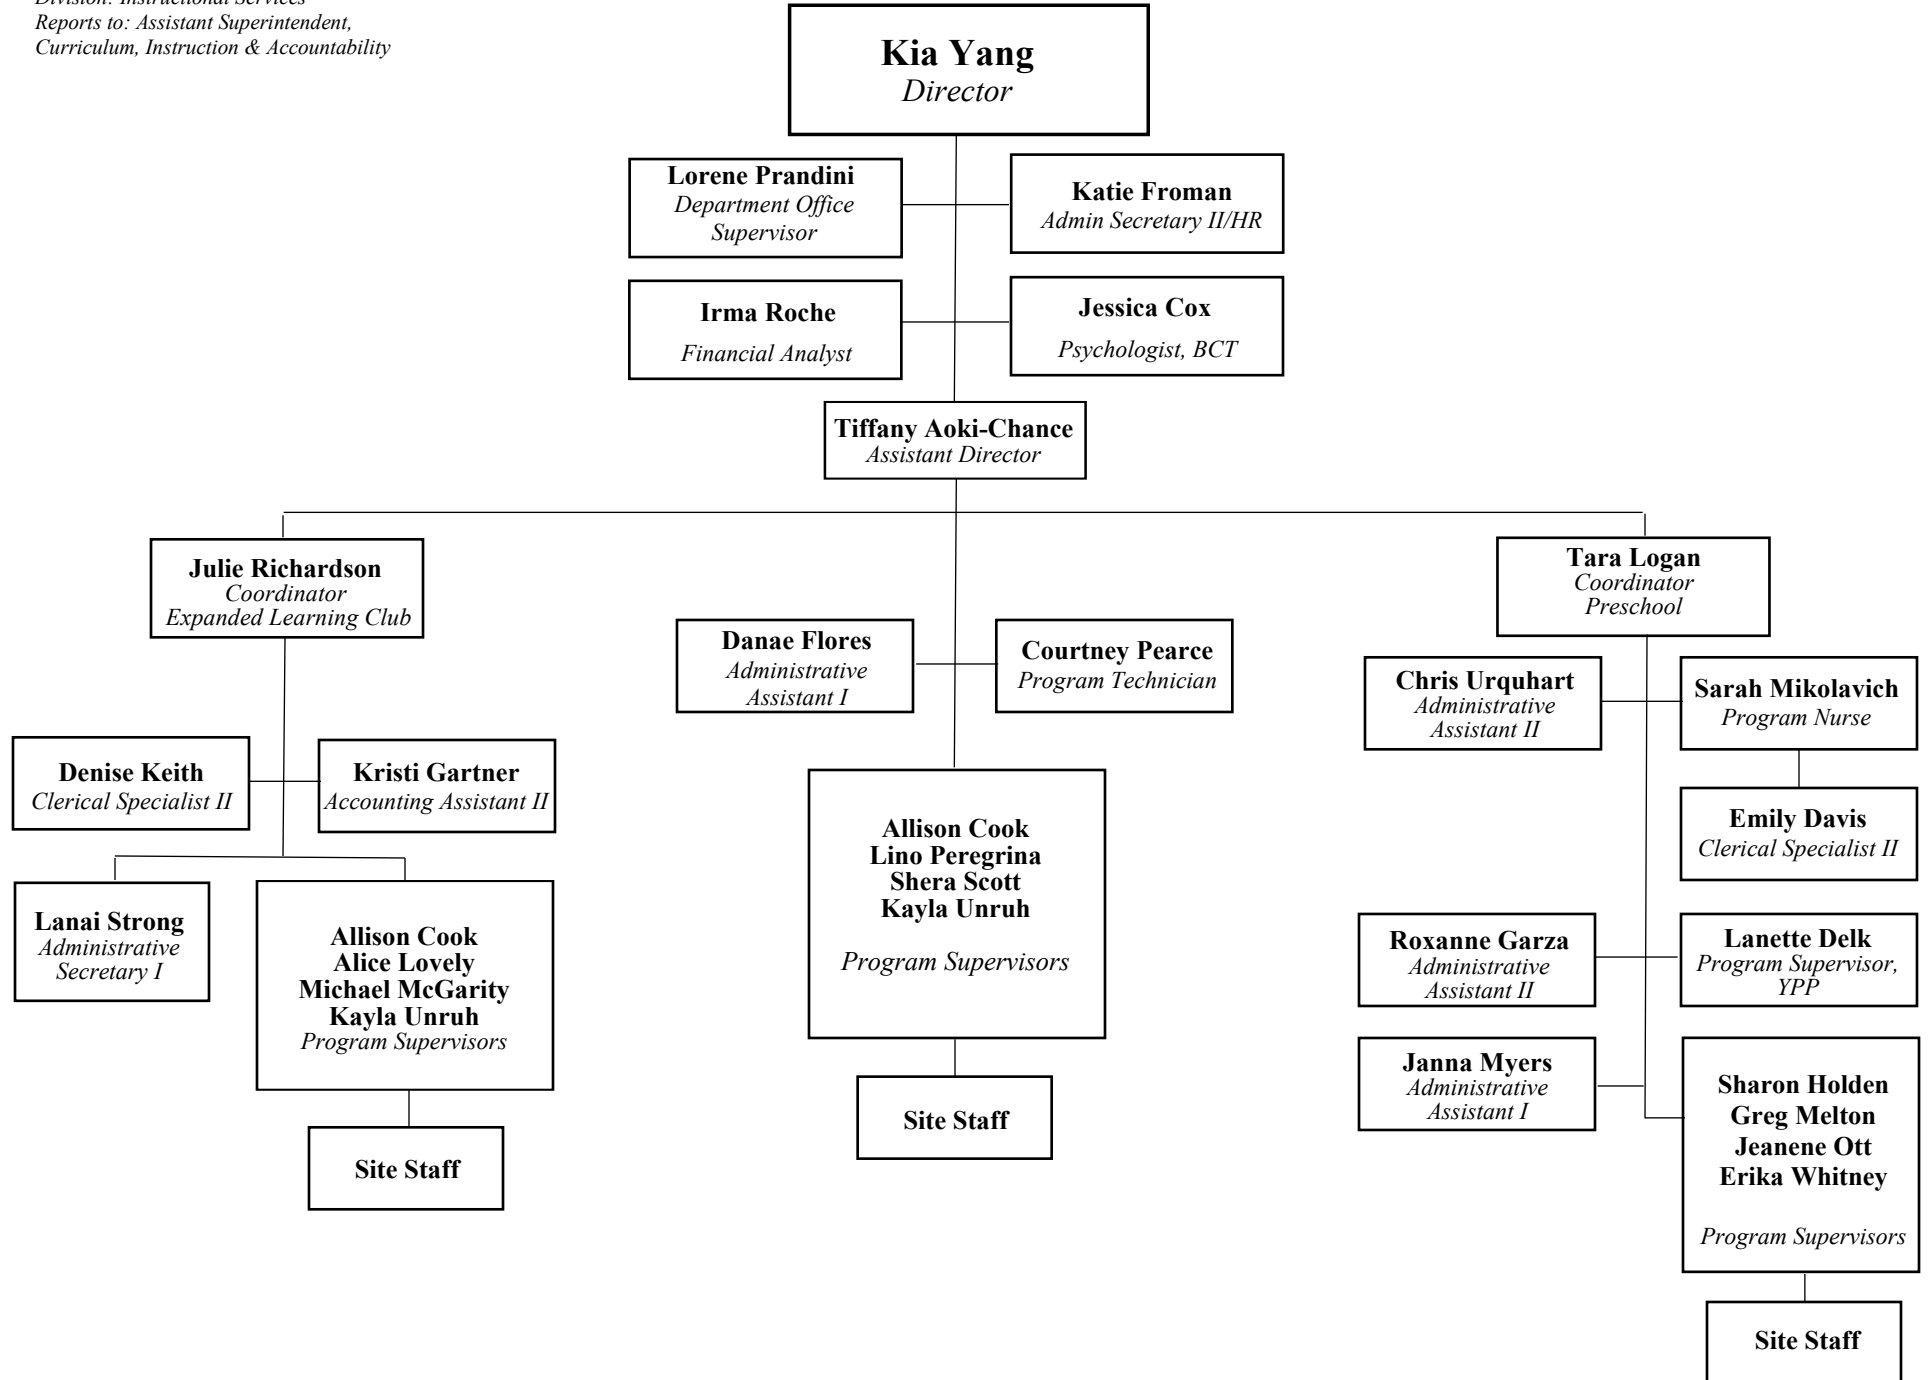 Division: Instructional Services
Reports to: Assistant Superintendent,
Curriculum, Instruction & Accountability
Kia Yang
Director
Lorene Prandini
Department Office
Supervisor
Katie Froman
Admin Secretary II/HR
Irma Roche
Financial Analyst
Jessica Cox
Psychologist, BCT
Tiffany Aoki-Chance
Assistant Director
Julie Richardson
Coordinator
Expanded Learning Club
Denise Keith
Clerical Specialist II
Kristi Gartner
Accounting Assistant II
Lanai Strong
Administrative
Secretary I
Allison Cook
Alice Lovely
Michael McGarity
Kayla Unruh
Program Supervisors
Site Staff
Danae Flores
Administrative
Assistant I
Courtney Pearce
Program Technician
Allison Cook
Lino Peregrina
Shera Scott
Kayla Unruh
Program Supervisors
Site Staff
Tara Logan
Coordinator
Preschool
Chris Urquhart
Administrative
Assistant II
Sarah Mikolavich
Program Nurse
Emily Davis
Clerical Specialist II
Roxanne Garza
Administrative
Assistant II
Lanette Delk
Program Supervisor,
YPP
Janna Myers
Administrative
Assistant I
Sharon Holden
Greg Melton
Jeanene Ott
Erika Whitney
Program Supervisors
Site Staff